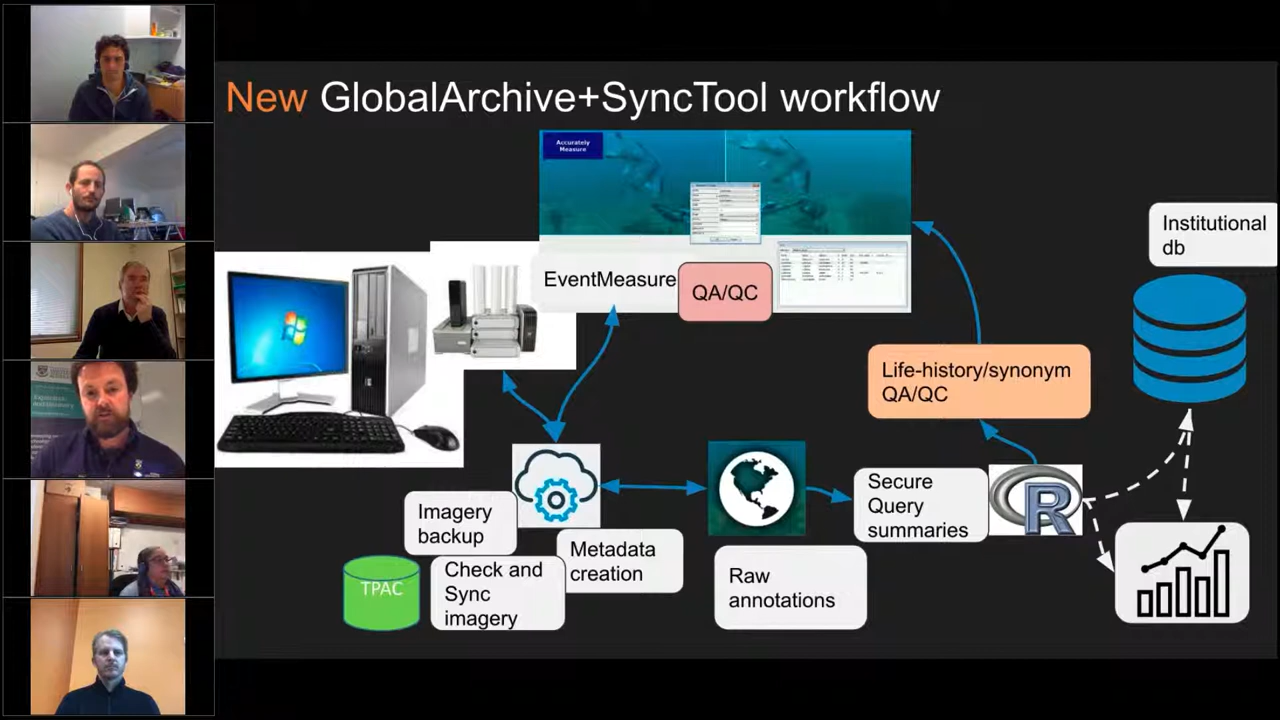 New GlobalArchive+SyncTool workflow
Accurately
Measure
EventMeasure
QA/QC
Institutional
db
Life-history/synonym
QA/QC
Imagery
backup
TPAC
Check and
Sync
imagery
Metadata
creation
Raw
annotations
Secure
Query
summaries
R